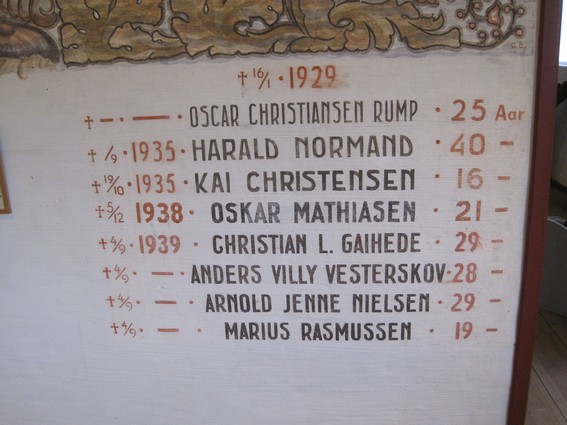 † 16/1 · 1929
† — · — · OSCAR CHRISTIANSEN RUMP · 25 Aar
† 1/9 · 1935 · HARALD NORMAND · 40 -
† 19/10 · 1935 · KAI CHRISTENSEN · 16 -
† 5/12 1938 · OSKAR MATHIASEN · 21 -
† 4/9 · 1939 · CHRISTIAN L. GAIHEDE · 29 -
† 4/9 · — · ANDERS VILLY VESTERSKOV · 28 -
† 4/9 · — · ARNOLD JENNE NIELSEN · 29 -
† 4/9 · — · MARIUS RASMUSSEN · 19 -